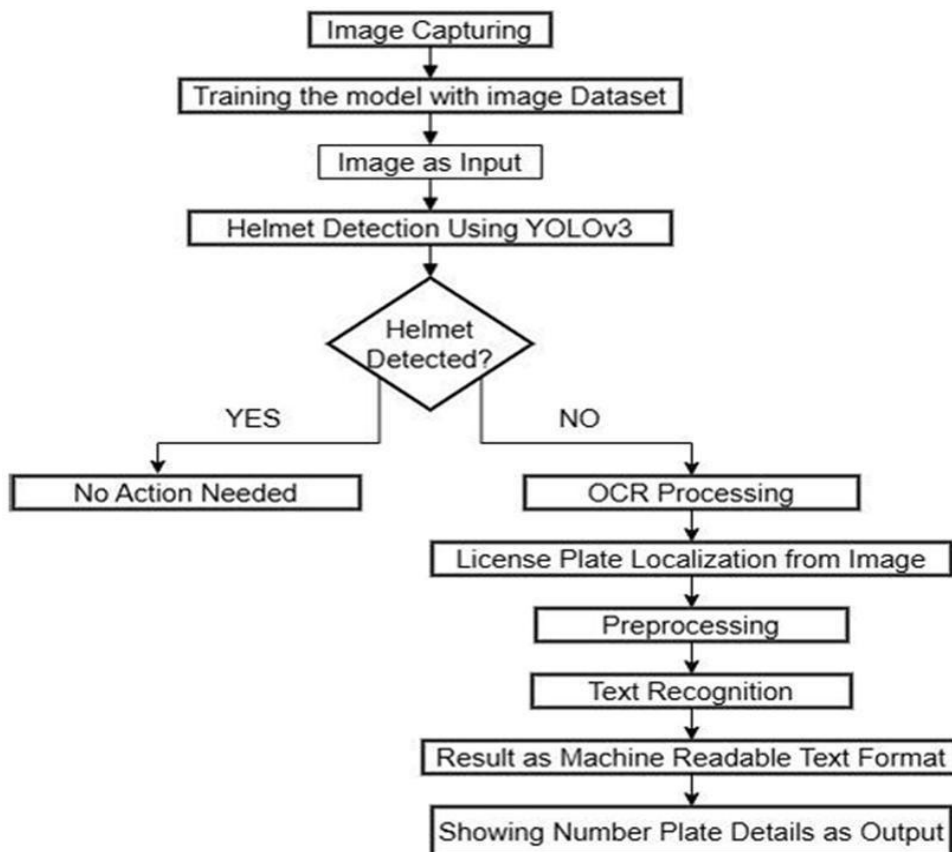 Image Capturing
Training the model with image Dataset
Image as Input
Helmet Detection Using YOLOv3
Helmet
Detected?
YES
NO
No Action Needed
OCR Processing
License Plate Localization from Image
Preprocessing
Text Recognition
Result as Machine Readable Text Format
Showing Number Plate Details as Output